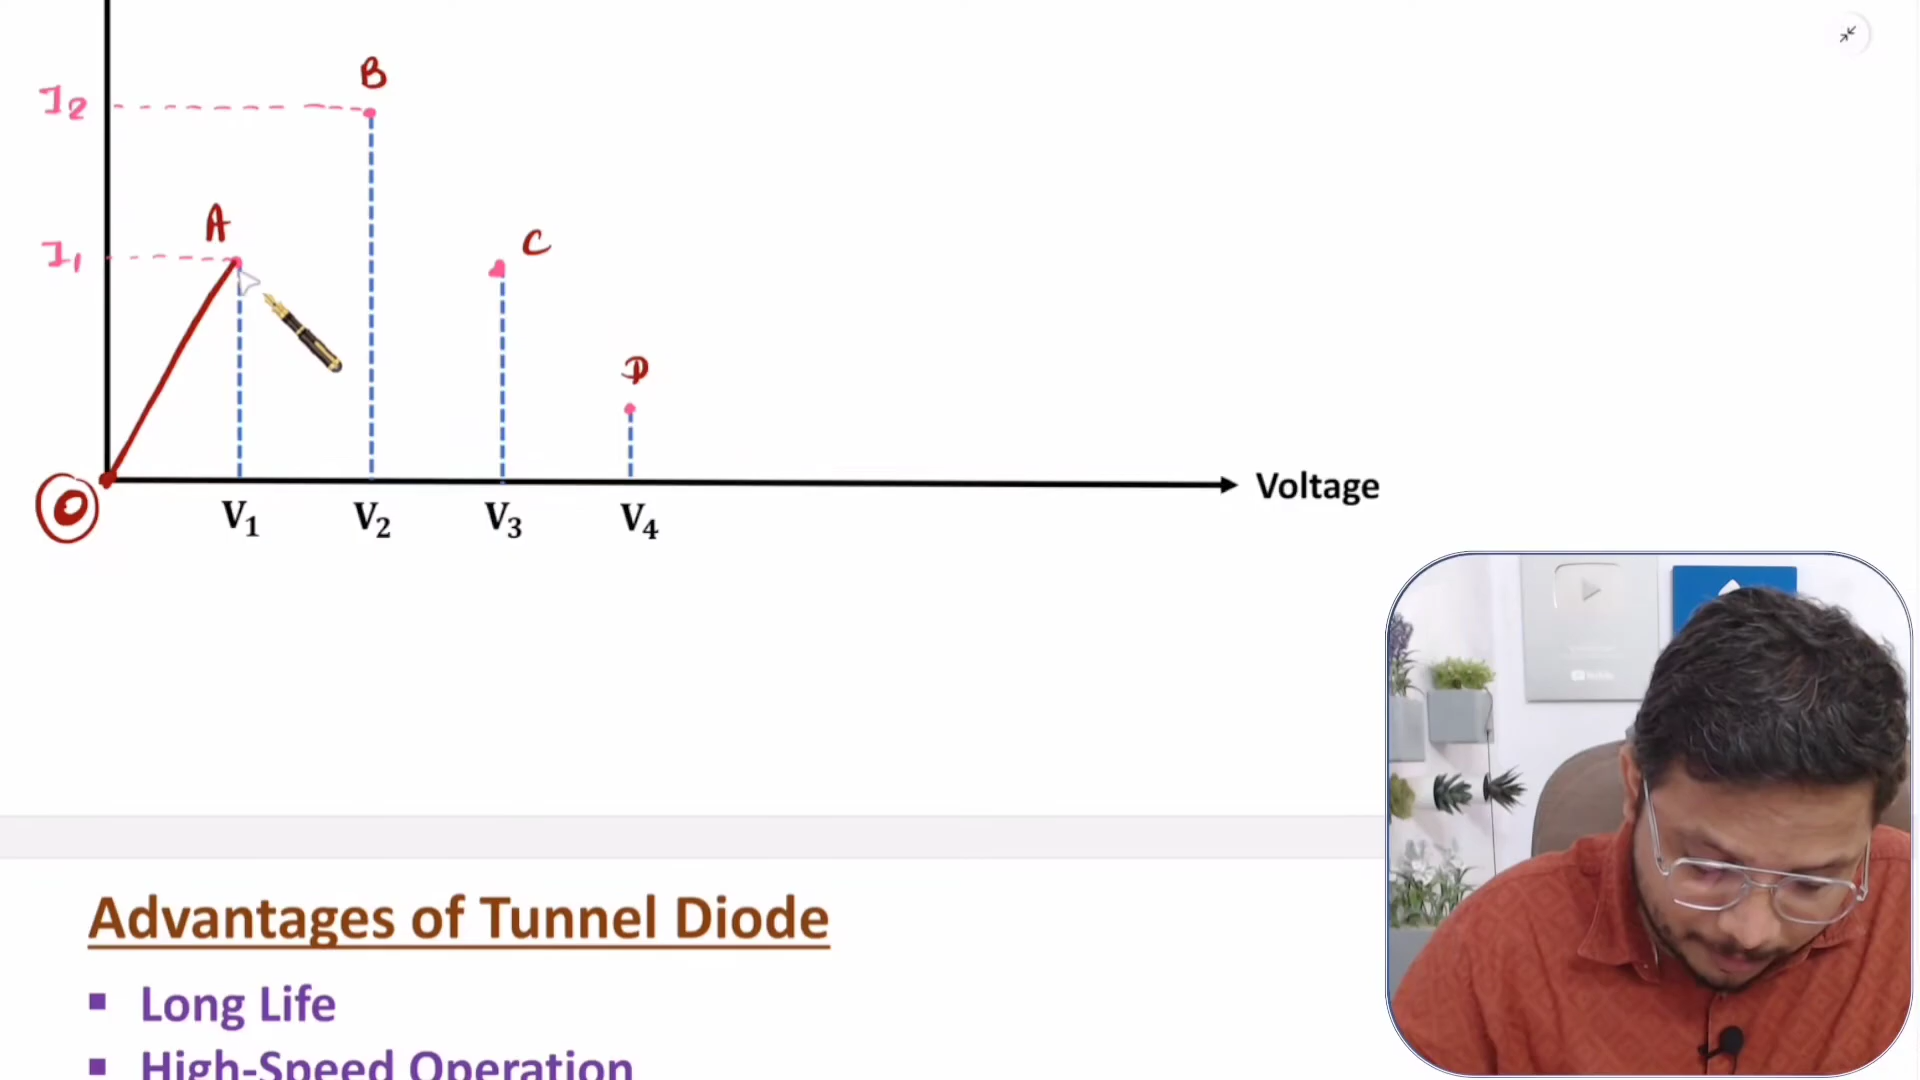 B
I2
A
I1
C
D
O
Voltage
V1 V2 V3 V4
Advantages of Tunnel Diode
▪ Long Life
▪ High-Speed Operation